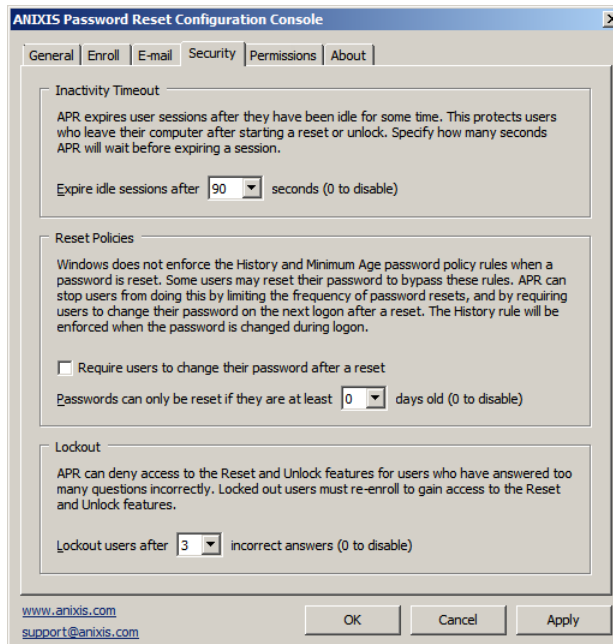 ANIXIS Password Reset Configuration Console
General Enroll E-mail Security Permissions About
Inactivity Timeout
APR expires user sessions after they have been idle for some time. This protects users
who leave their computer after starting a reset or unlock. Specify how many seconds
APR will wait before expiring a session.
Expire idle sessions after 90 seconds (0 to disable)
Reset Policies
Windows does not enforce the History and Minimum Age password policy rules when a
password is reset. Some users may reset their password to bypass these rules. APR can
stop users from doing this by limiting the frequency of password resets, and by requiring
users to change their password on the next logon after a reset. The History rule will be
enforced when the password is changed during logon.
Require users to change their password after a reset
Passwords can only be reset if they are at least 0 days old (0 to disable)
Lockout
APR can deny access to the Reset and Unlock features for users who have answered too
many questions incorrectly. Locked out users must re-enroll to gain access to the Reset
and Unlock features.
Lockout users after 3 incorrect answers (0 to disable)
www.anixis.com
support@anixis.com
OK Cancel Apply